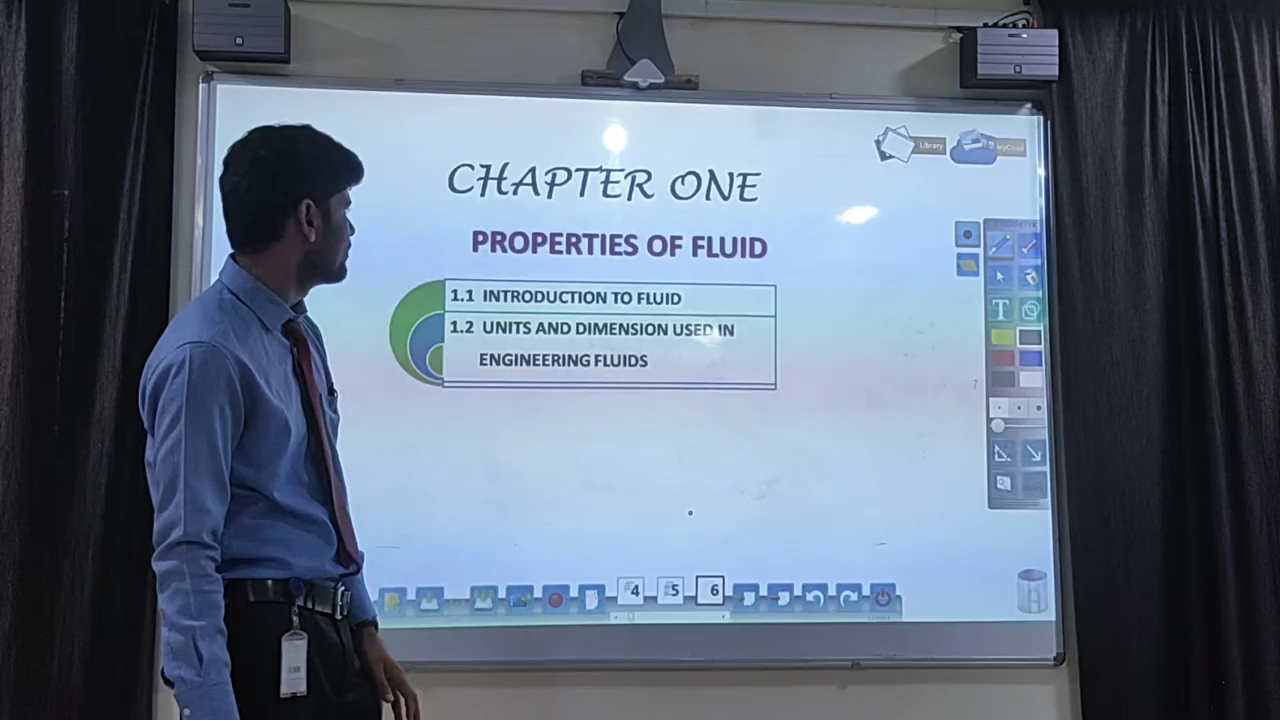 Library
MyCloud
CHAPTER ONE
PROPERTIES OF FLUID
1.1 INTRODUCTION TO FLUID
1.2 UNITS AND DIMENSION USED IN
ENGINEERING FLUIDS
T
7
4
5
6